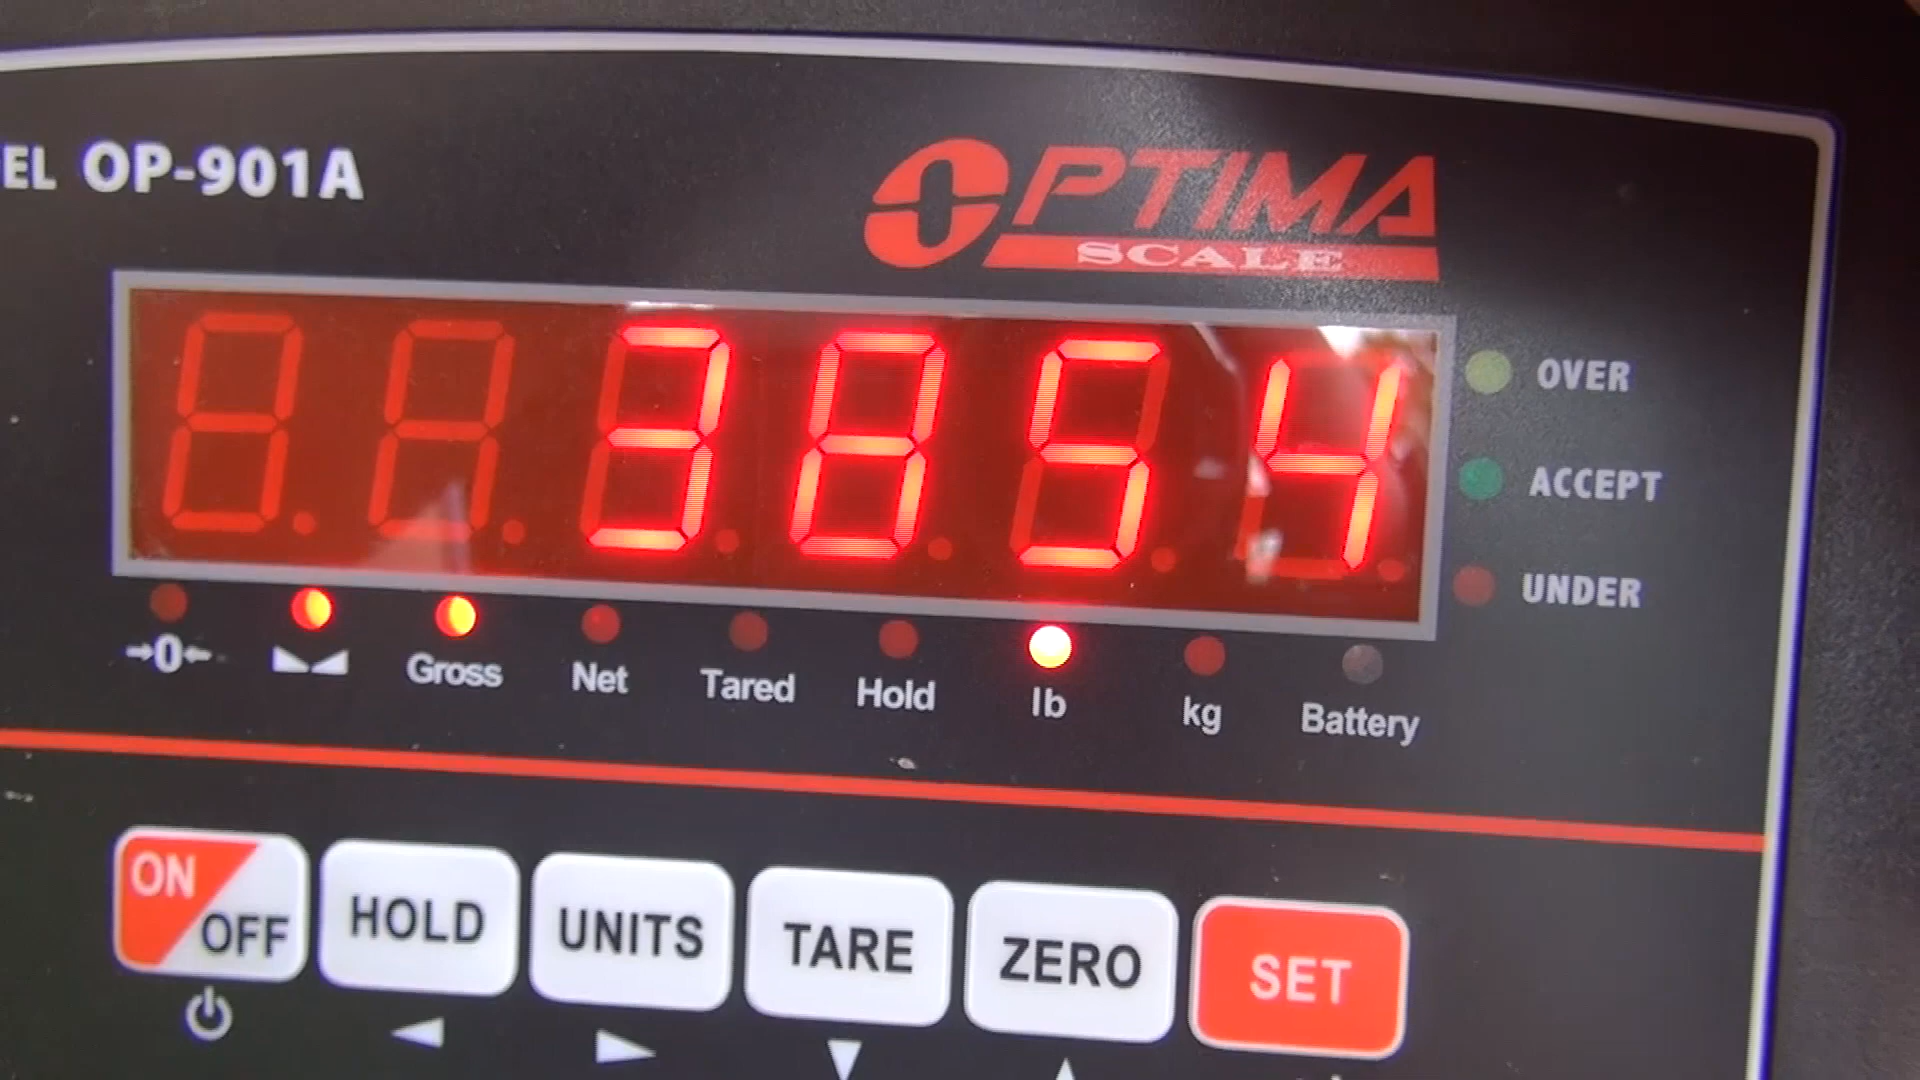 EL OP-901A
OPTIMA
SCALE
3854
OVER
ACCEPT
UNDER
→0← Gross Net Tared Hold lb kg Battery
ON OFF HOLD UNITS TARE ZERO SET